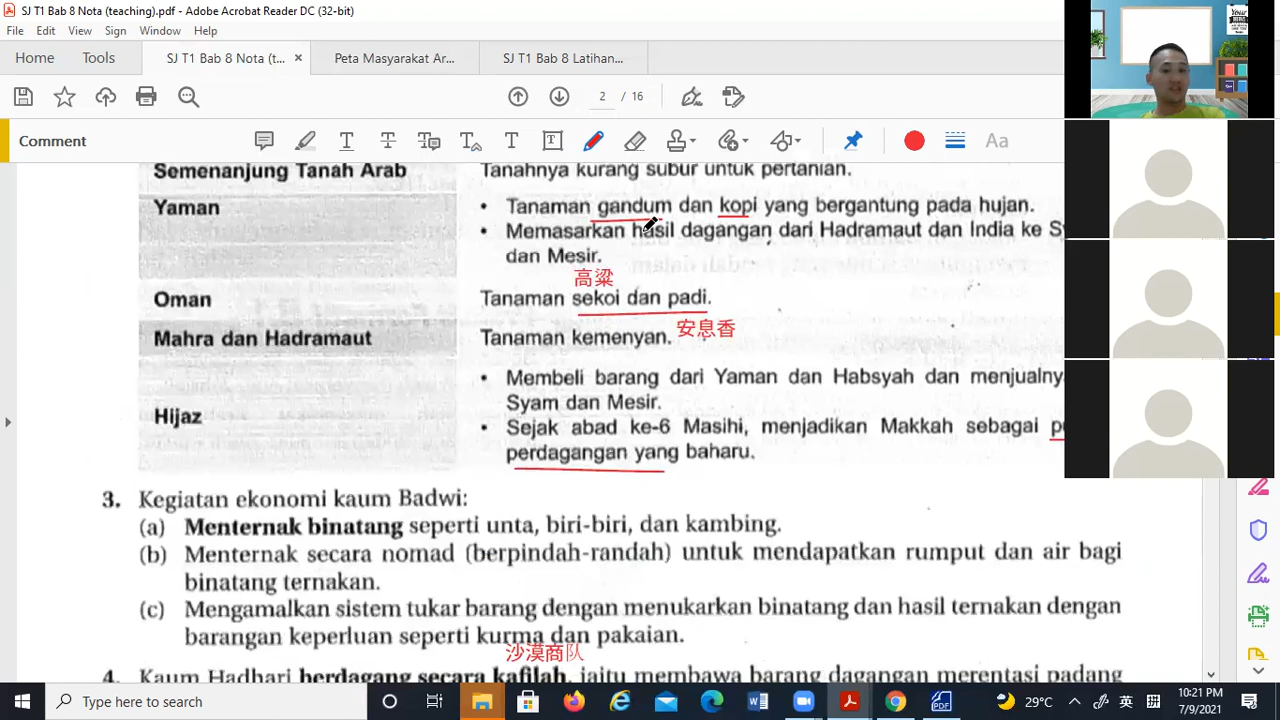 SJ T1 Bab 8 Nota (teaching).pdf - Adobe Acrobat Reader DC (32-bit)
File Edit View Sign Window Help
Home Tools SJ T1 Bab 8 Nota (t... × Peta Masyarakat Ar... SJ T1 Bab 8 Latihan...
2 / 16
Comment
Aa
Semenanjung Tanah Arab Tanahnya kurang subur untuk pertanian.
Yaman • Tanaman gandum dan kopi yang bergantung pada hujan.
• Memasarkan hasil dagangan dari Hadramaut dan India ke Sy
dan Mesir.
高粱
Oman Tanaman sekoi dan padi.
安息香
Mahra dan Hadramaut Tanaman kemenyan.
• Membeli barang dari Yaman dan Habsyah dan menjualny
Syam dan Mesir.
Hijaz
• Sejak abad ke-6 Masihi, menjadikan Makkah sebagai p
perdagangan yang baharu.
3. Kegiatan ekonomi kaum Badwi:
(a) Menternak binatang seperti unta, biri-biri, dan kambing.
(b) Menternak secara nomad (berpindah-randah) untuk mendapatkan rumput dan air bagi
binatang ternakan.
(c) Mengamalkan sistem tukar barang dengan menukarkan binatang dan hasil ternakan dengan
barangan keperluan seperti kurma dan pakaian.
沙漠商队
4. Kaum Hadhari berdagang secara kafilah, iaitu membawa barang dagangan merentasi padang
Type here to search
29°C 英 拼 10:21 PM
7/9/2021